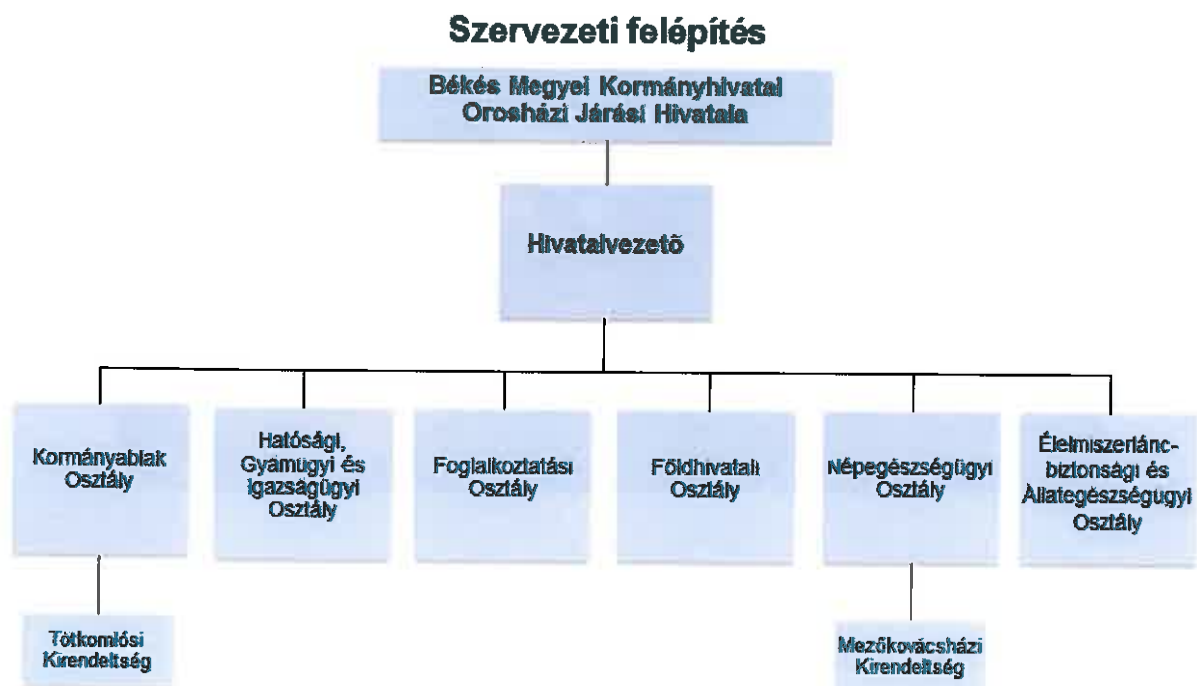 Szervezeti felépítés
Békés Megyei Kormányhivatal
Orosházi Járási Hivatala
Hivatalvezető
Kormányablak
Osztály
Hatósági,
Gyámügyi és
Igazságügyi
Osztály
Foglalkoztatási
Osztály
Földhivatali
Osztály
Népegészségügyi
Osztály
Élelmiszerlánc-
biztonsági és
Állategészségügyi
Osztály
Tótkomlósi
Kirendeltség
Mezőkovácsházi
Kirendeltség